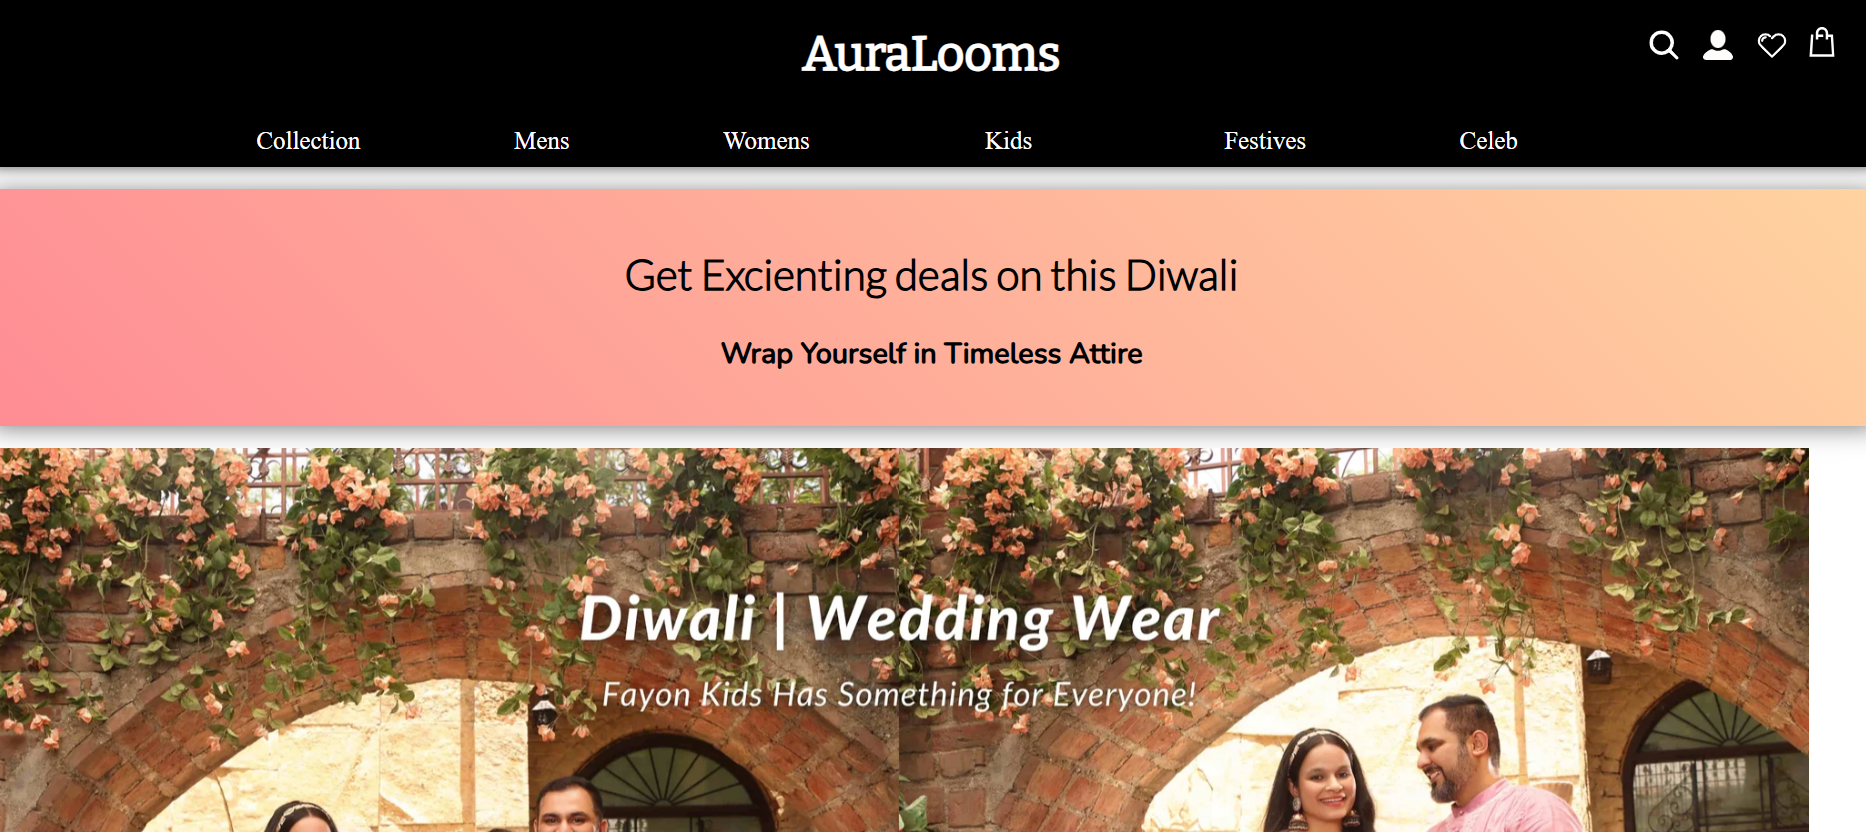 AuraLooms
Collection Mens Womens Kids Festives Celeb
Get Excienting deals on this Diwali
Wrap Yourself in Timeless Attire
Diwali | Wedding Wear
Fayon Kids Has Something for Everyone!